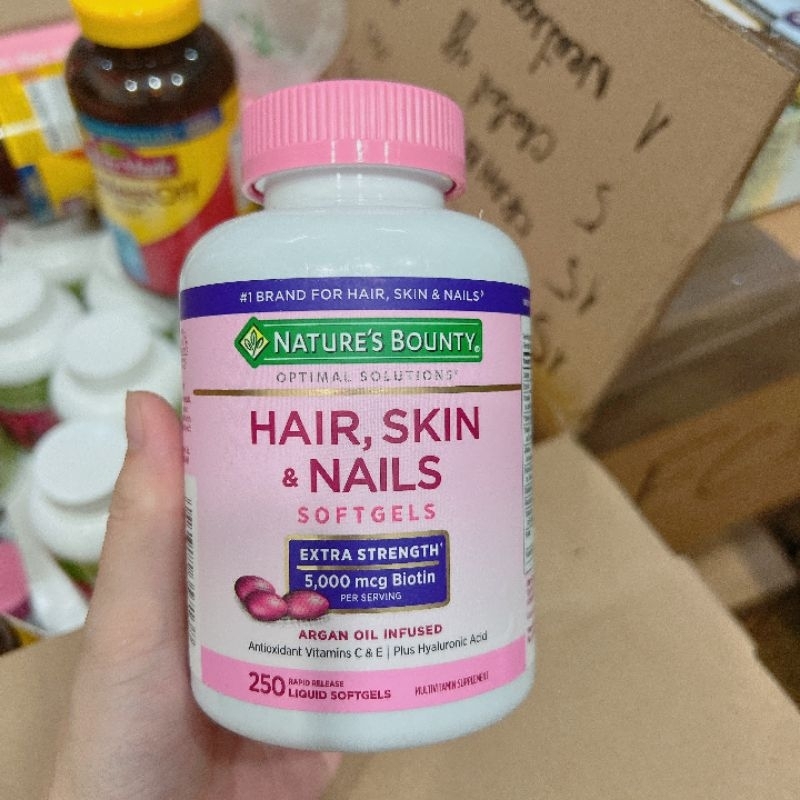 #1 BRAND FOR HAIR, SKIN & NAILS
NATURE'S BOUNTY®
OPTIMAL SOLUTIONS®
HAIR, SKIN
& NAILS
SOFTGELS
EXTRA STRENGTH
5,000 mcg Biotin
PER SERVING
ARGAN OIL INFUSED
Antioxidant Vitamins C & E | Plus Hyaluronic Acid
250 RAPID RELEASE
LIQUID SOFTGELS
MULTIVITAMIN SUPPLEMENT